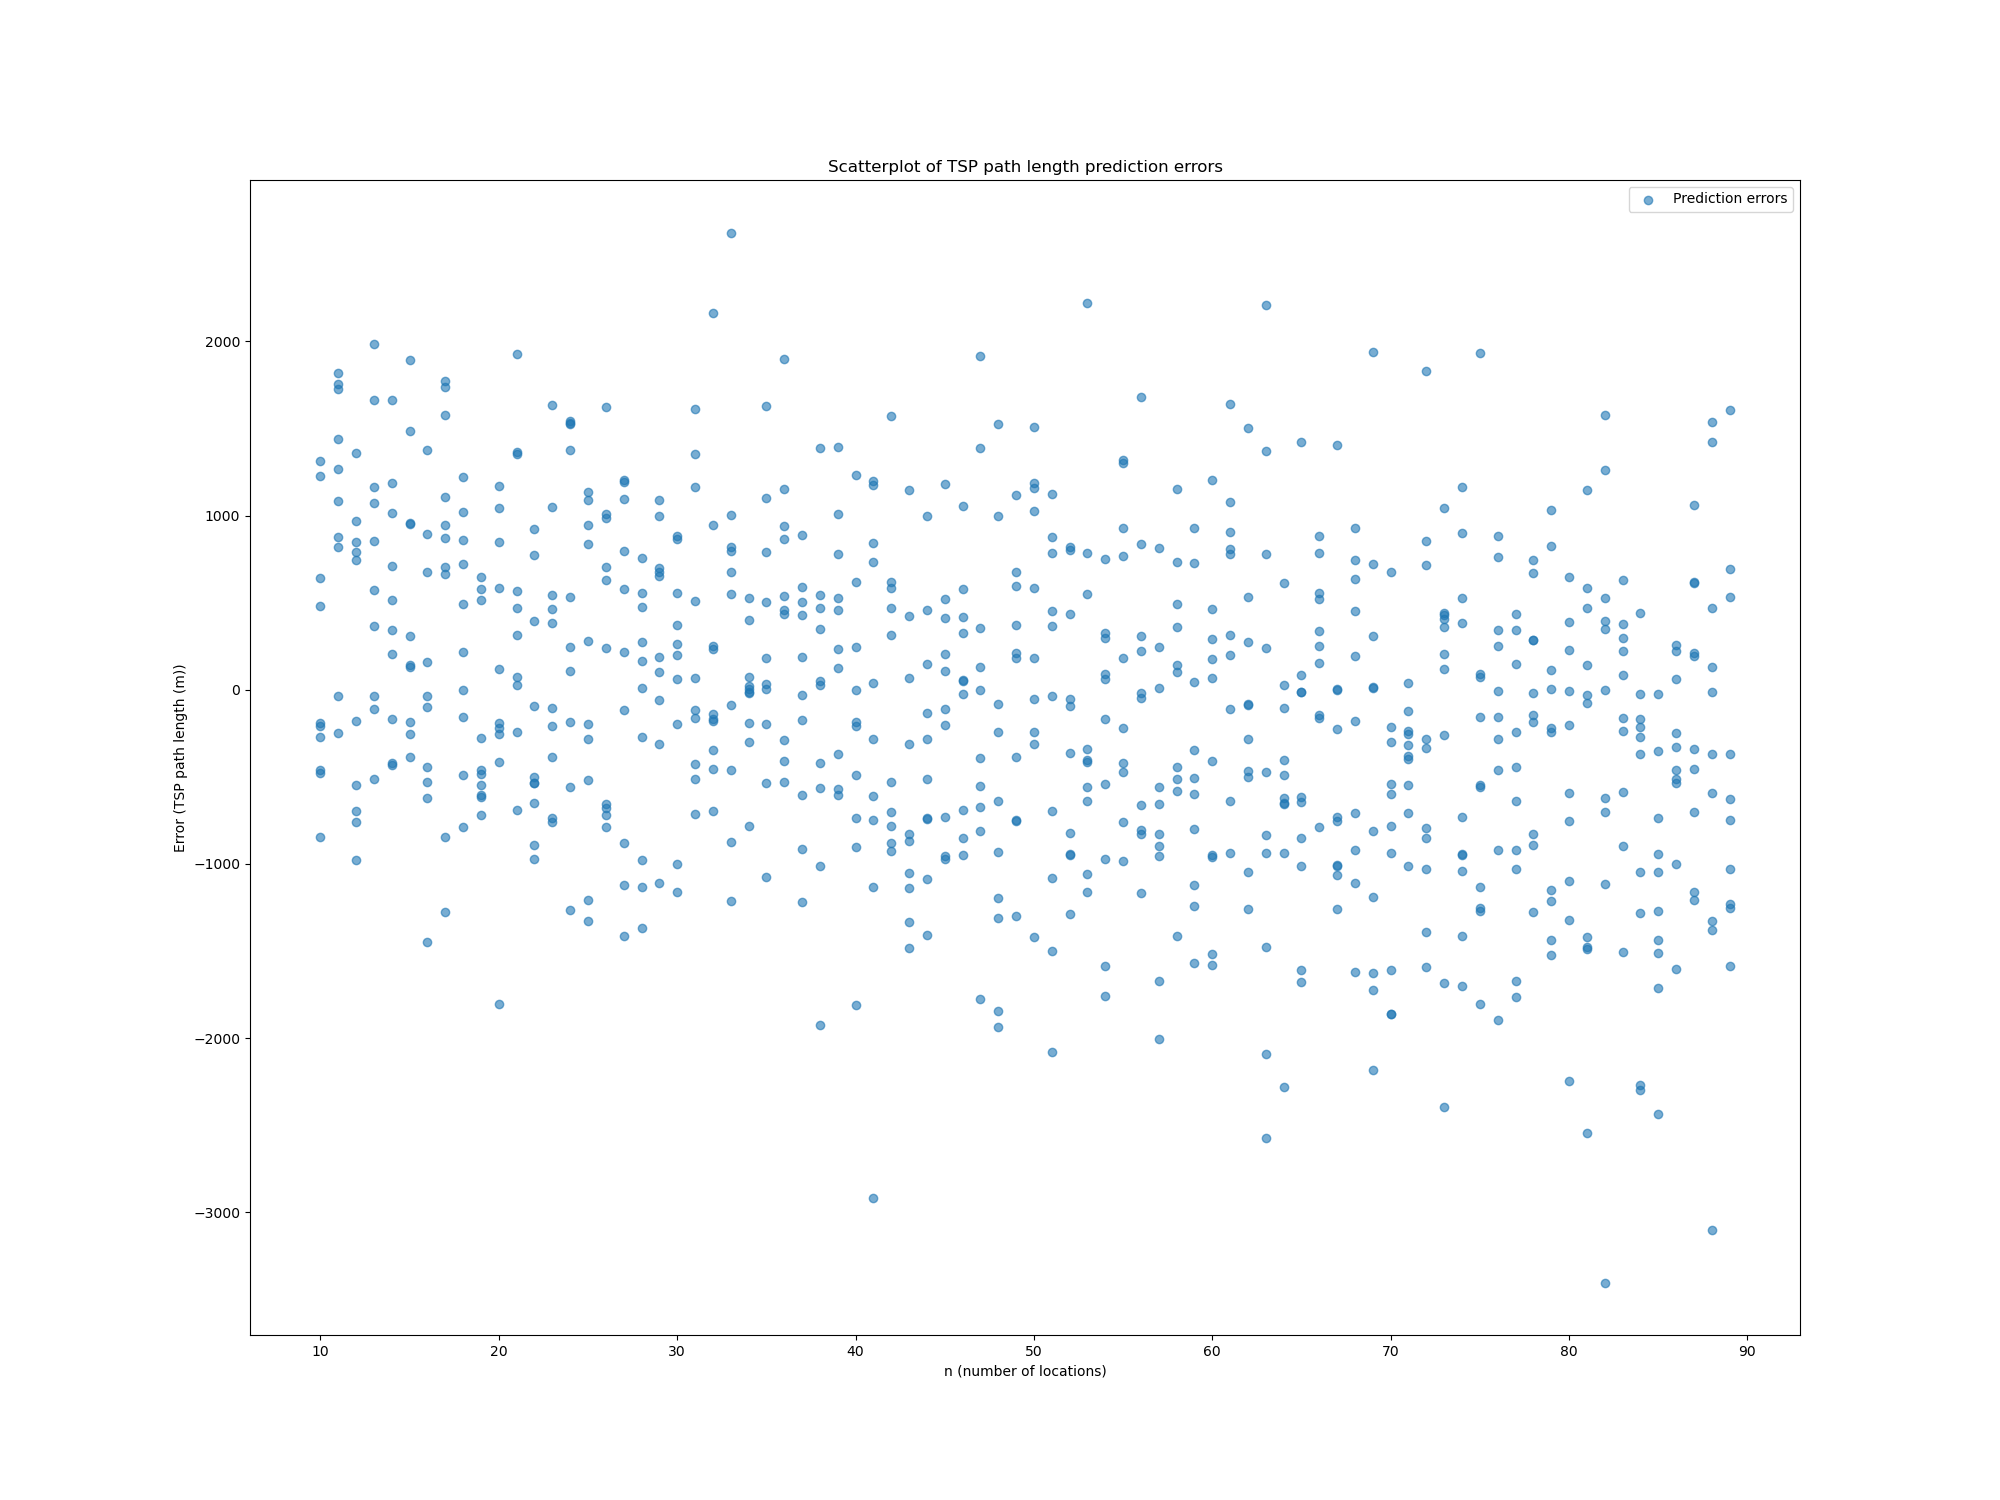 Scatterplot of TSP path length prediction errors
Prediction errors
2000
1000
0
−1000
−2000
−3000
Error (TSP path length (m))
10 20 30 40 50 60 70 80 90
n (number of locations)